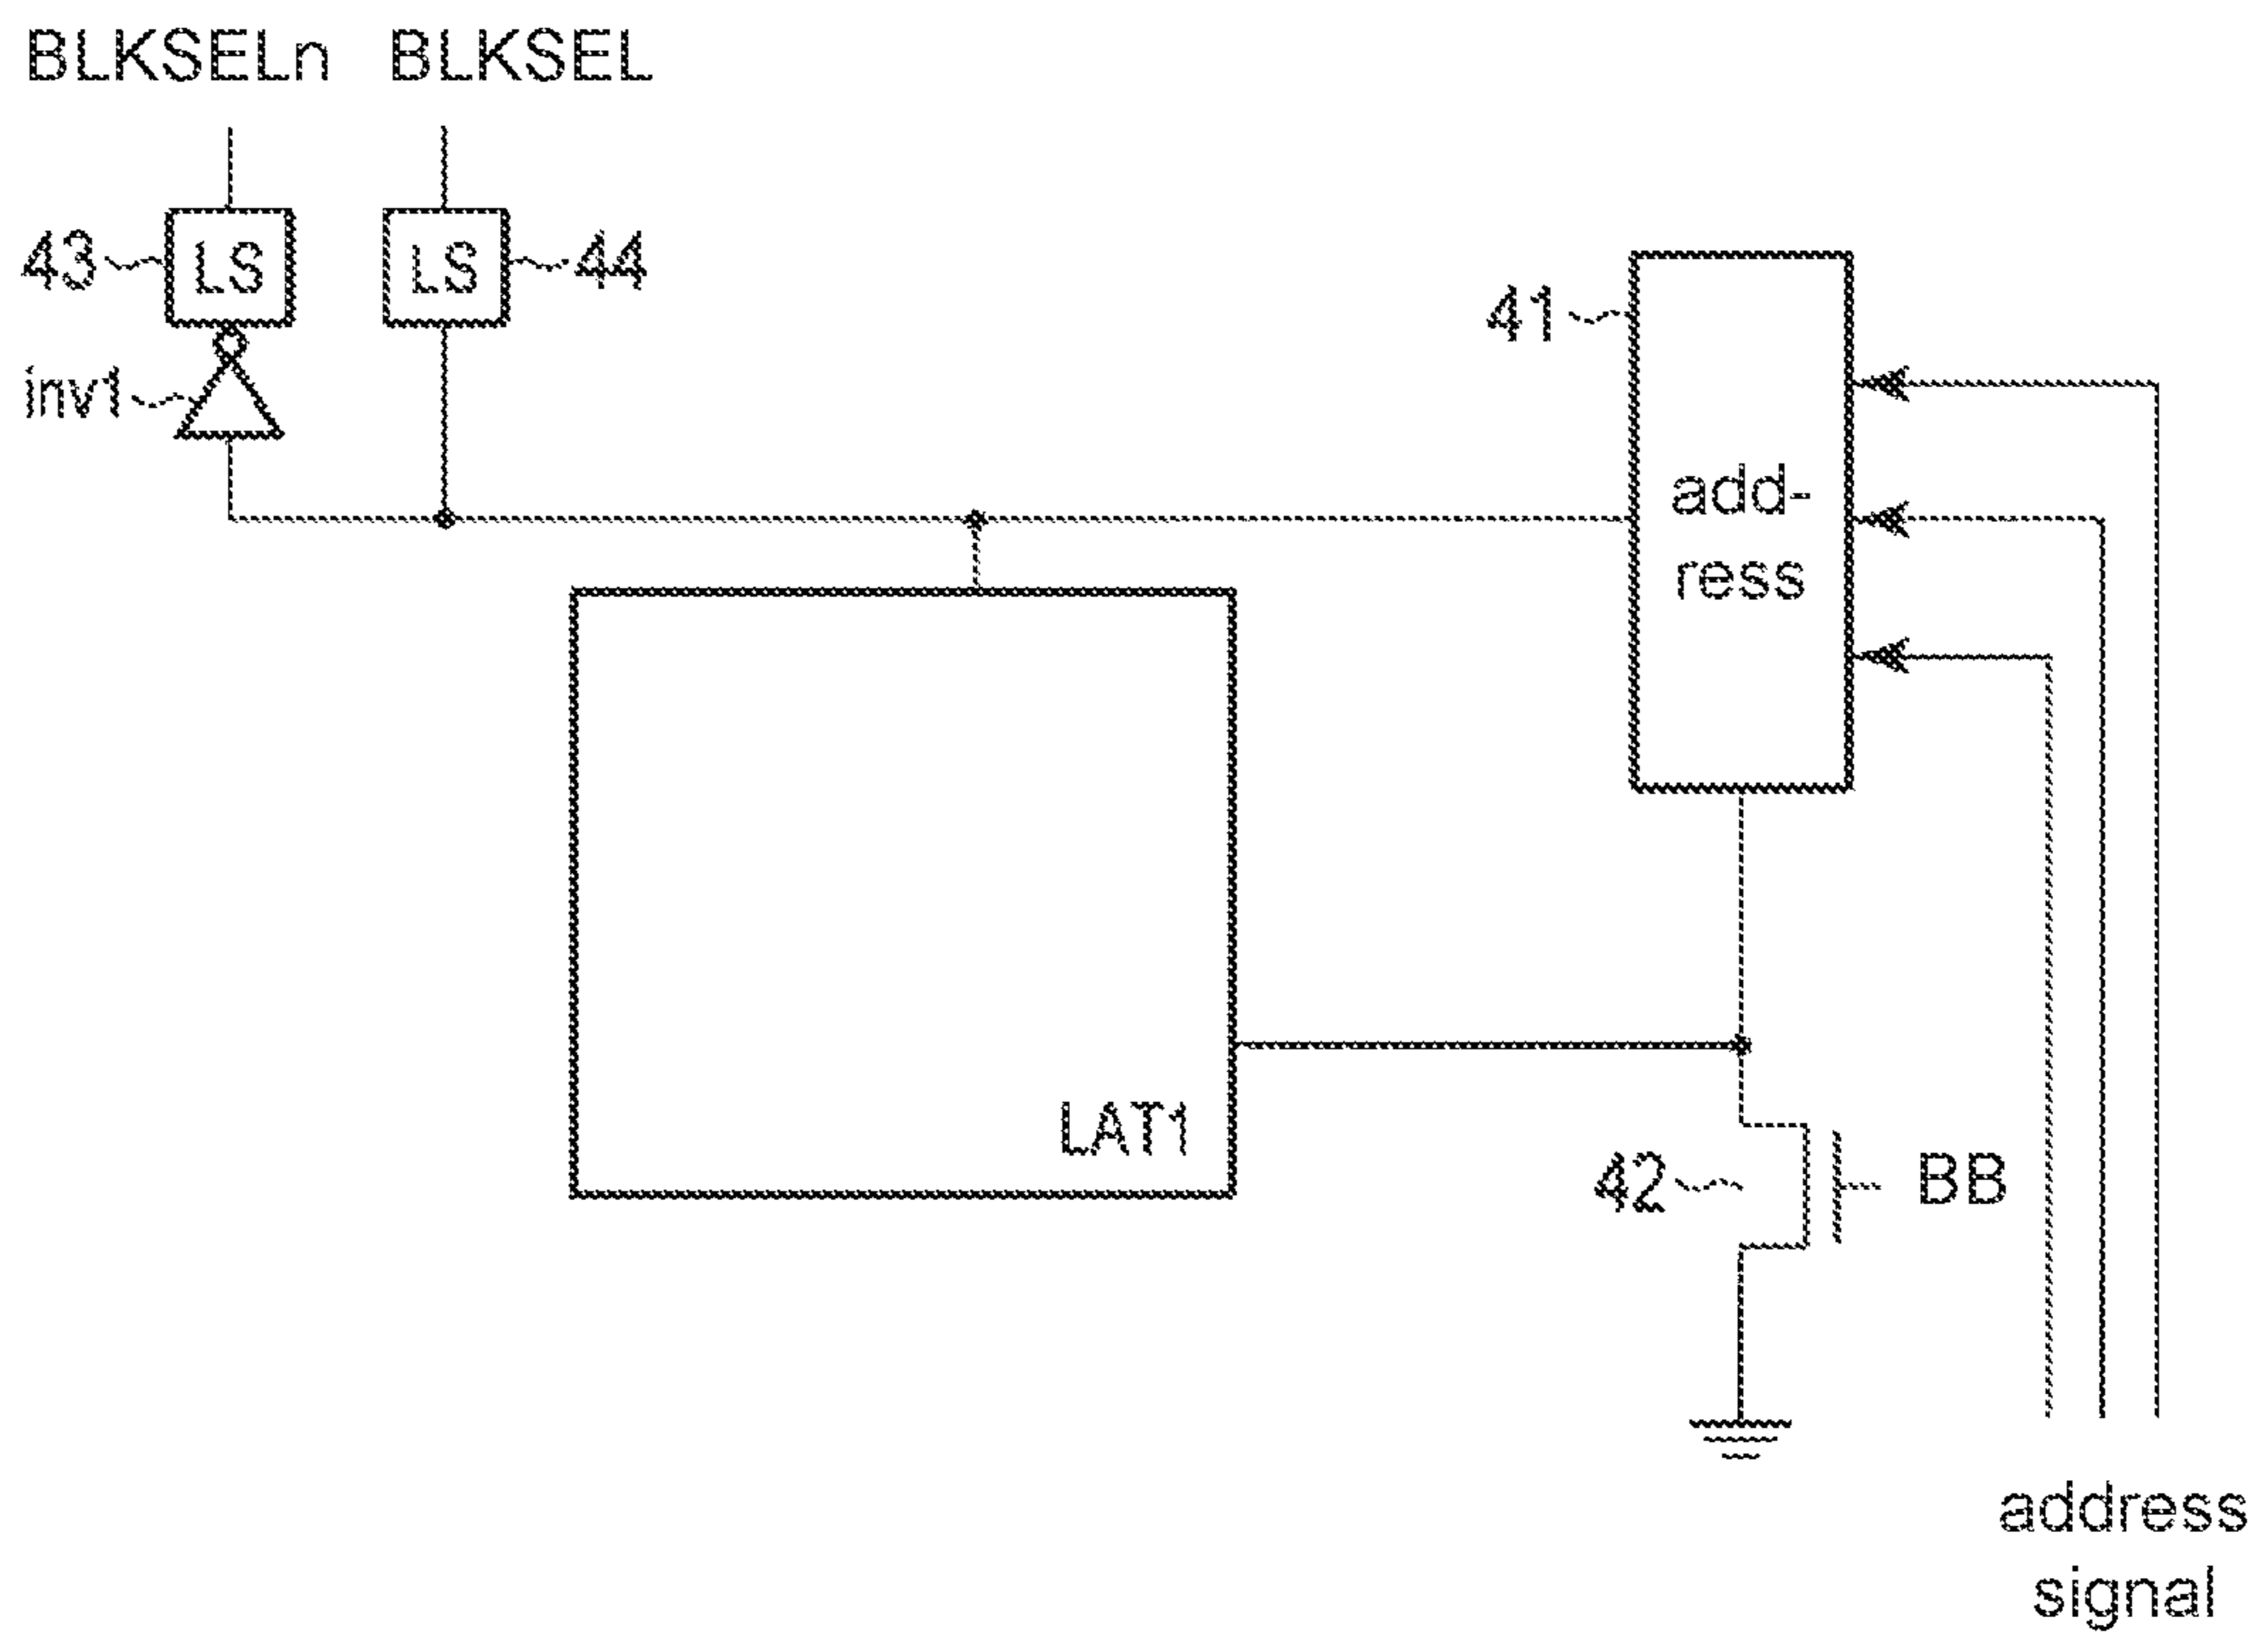 BLKSELn BLKSEL
43 LS LS 44
41
inv1
add-
ress
LAT1
42 BB
address
signal